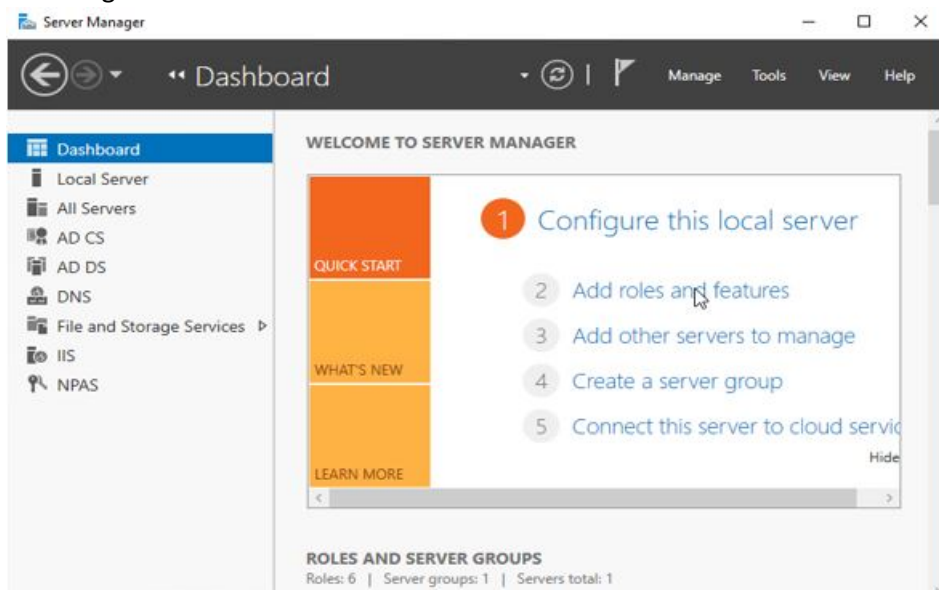 Server Manager
Dashboard
Manage Tools View Help
Dashboard
Local Server
All Servers
AD CS
AD DS
DNS
File and Storage Services
IIS
NPAS
WELCOME TO SERVER MANAGER
QUICK START
WHAT'S NEW
LEARN MORE
1 Configure this local server
2 Add roles and features
3 Add other servers to manage
4 Create a server group
5 Connect this server to cloud servic
Hide
ROLES AND SERVER GROUPS
Roles: 6 | Server groups: 1 | Servers total: 1